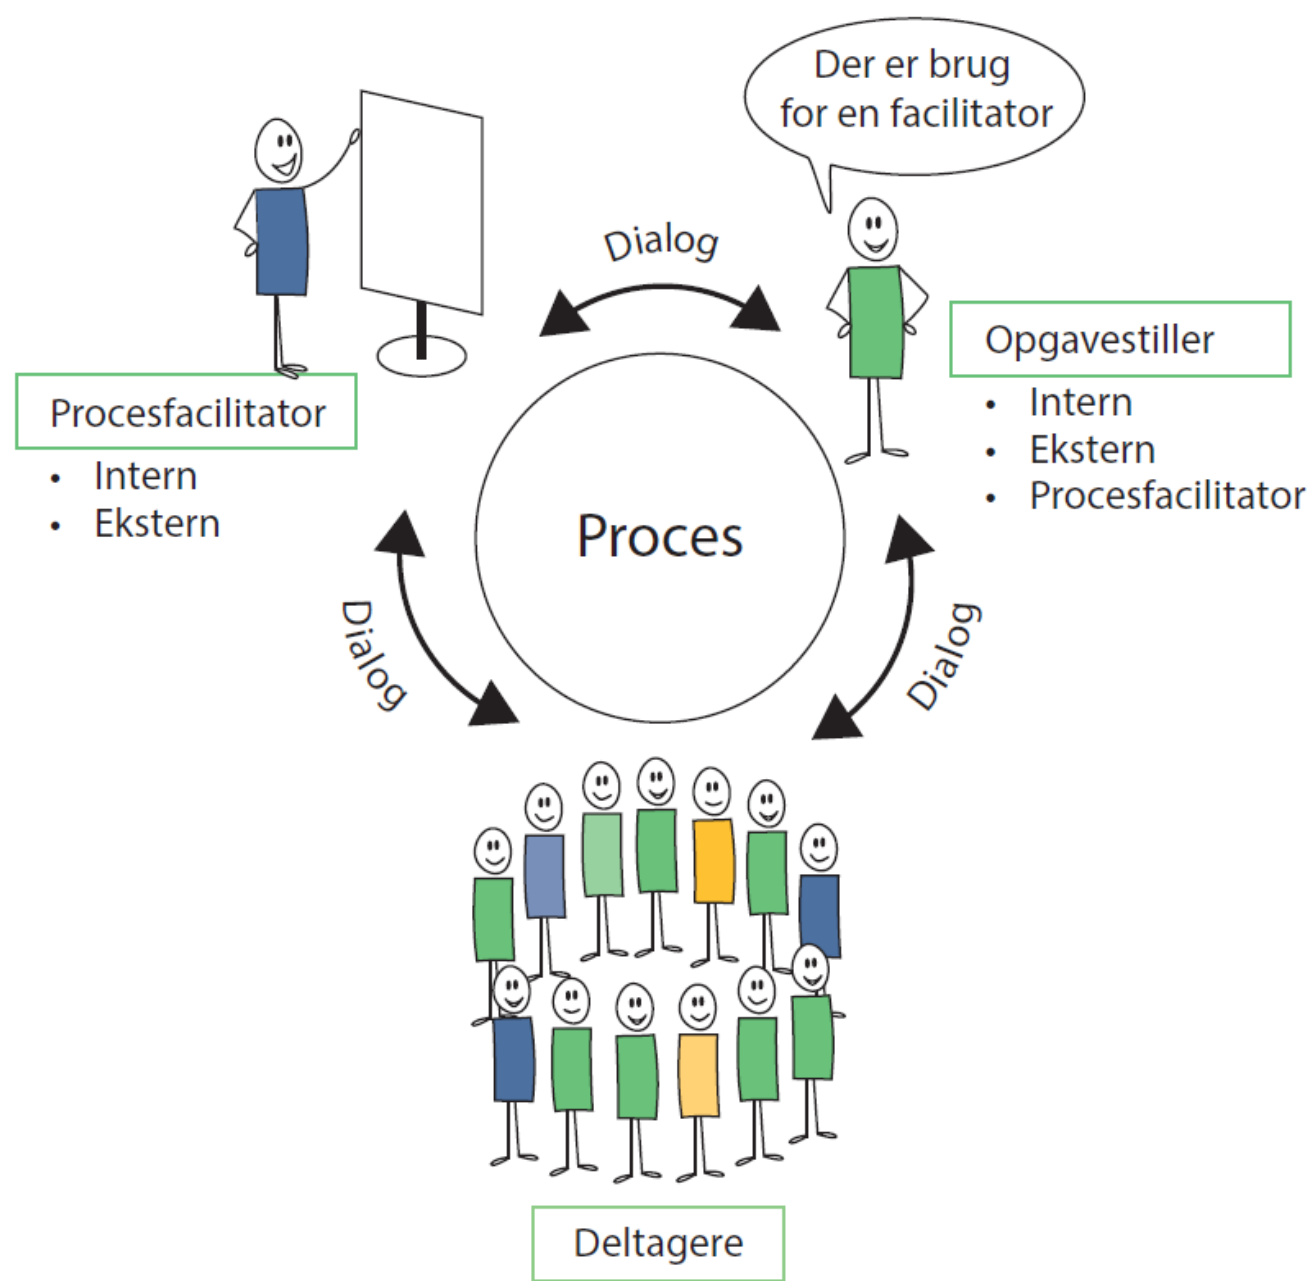 Der er brug
for en facilitator
Dialog
Opgavestiller
• Intern
• Ekstern
• Procesfacilitator
Procesfacilitator
• Intern
• Ekstern
Proces
Dialog
Dialog
Deltagere